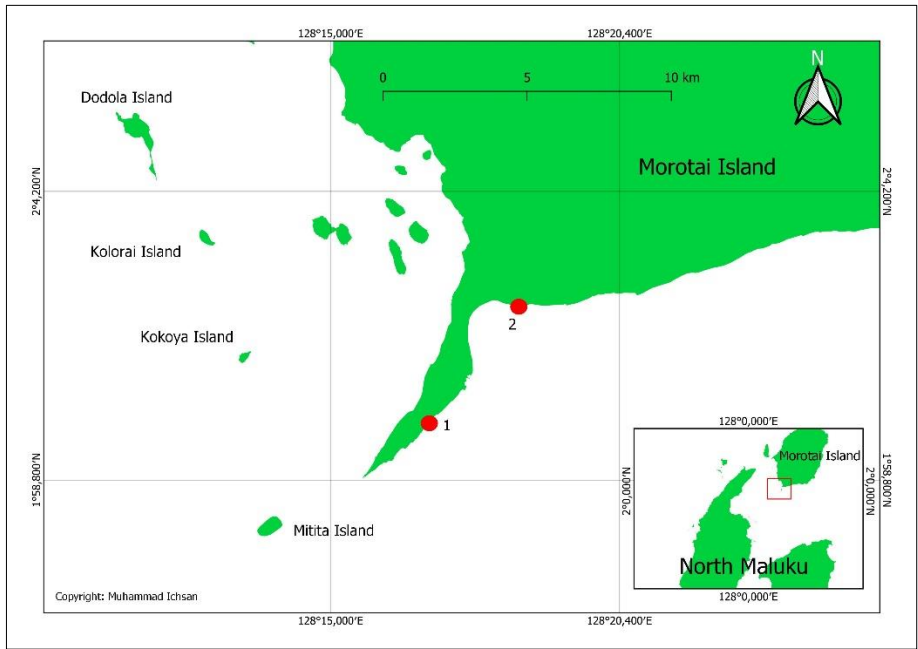 128°15,000'E
128°20,400'E
N
0
5
10 km
Dodola Island
Morotai Island
2°4,200'N
2°4,200'N
Kolorai Island
Kokoya Island
2
1
1°58,800'N
1°58,800'N
Mitita Island
128°0,000'E
Morotai Island
2°0,000'N
2°0,000'N
North Maluku
128°0,000'E
Copyright: Muhammad Ichsan
128°15,000'E
128°20,400'E